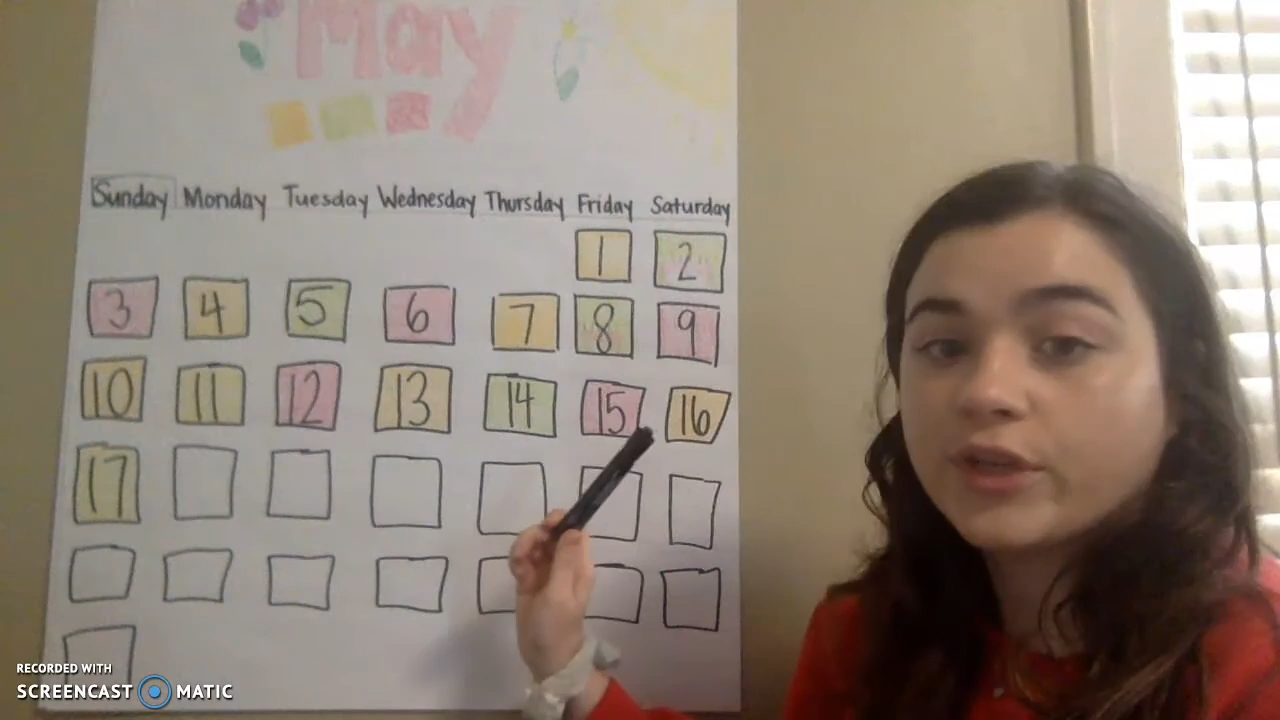 May
Sunday Monday Tuesday Wednesday Thursday Friday Saturday
1 2
3 4 5 6 7 8 9
10 11 12 13 14 15 16
17
RECORDED WITH
SCREENCAST MATIC